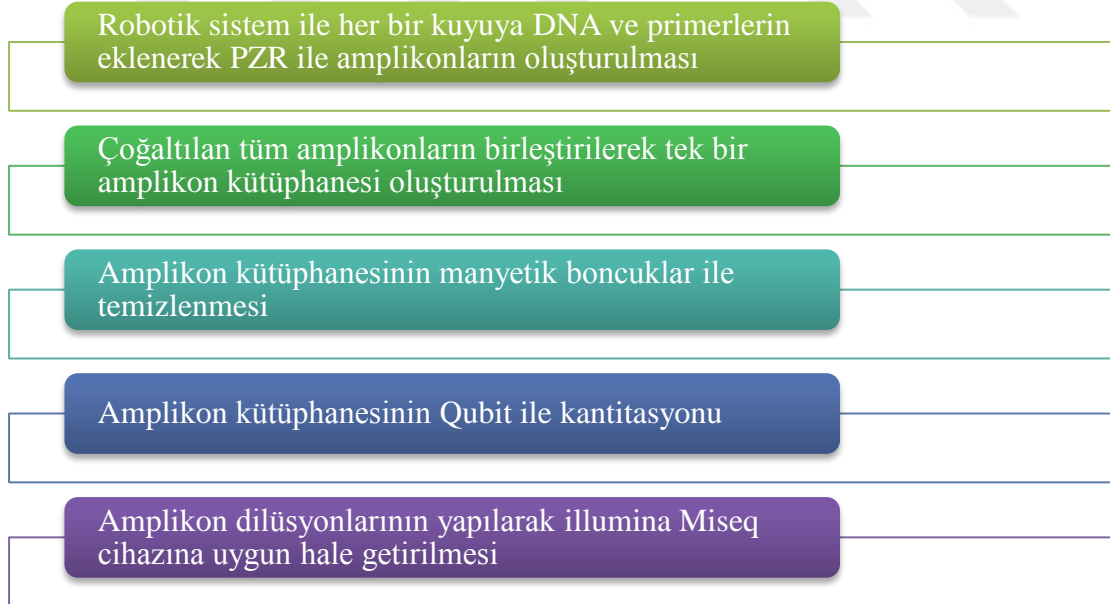 Robotik sistem ile her bir kuyuya DNA ve primerlerin
eklenerek PZR ile amplikonların oluşturulması
Çoğaltılan tüm amplikonların birleştirilerek tek bir
amplikon kütüphanesi oluşturulması
Amplikon kütüphanesinin manyetik boncuklar ile
temizlenmesi
Amplikon kütüphanesinin Qubit ile kantitasyonu
Amplikon dilüsyonlarının yapılarak illumina Miseq
cihazına uygun hale getirilmesi